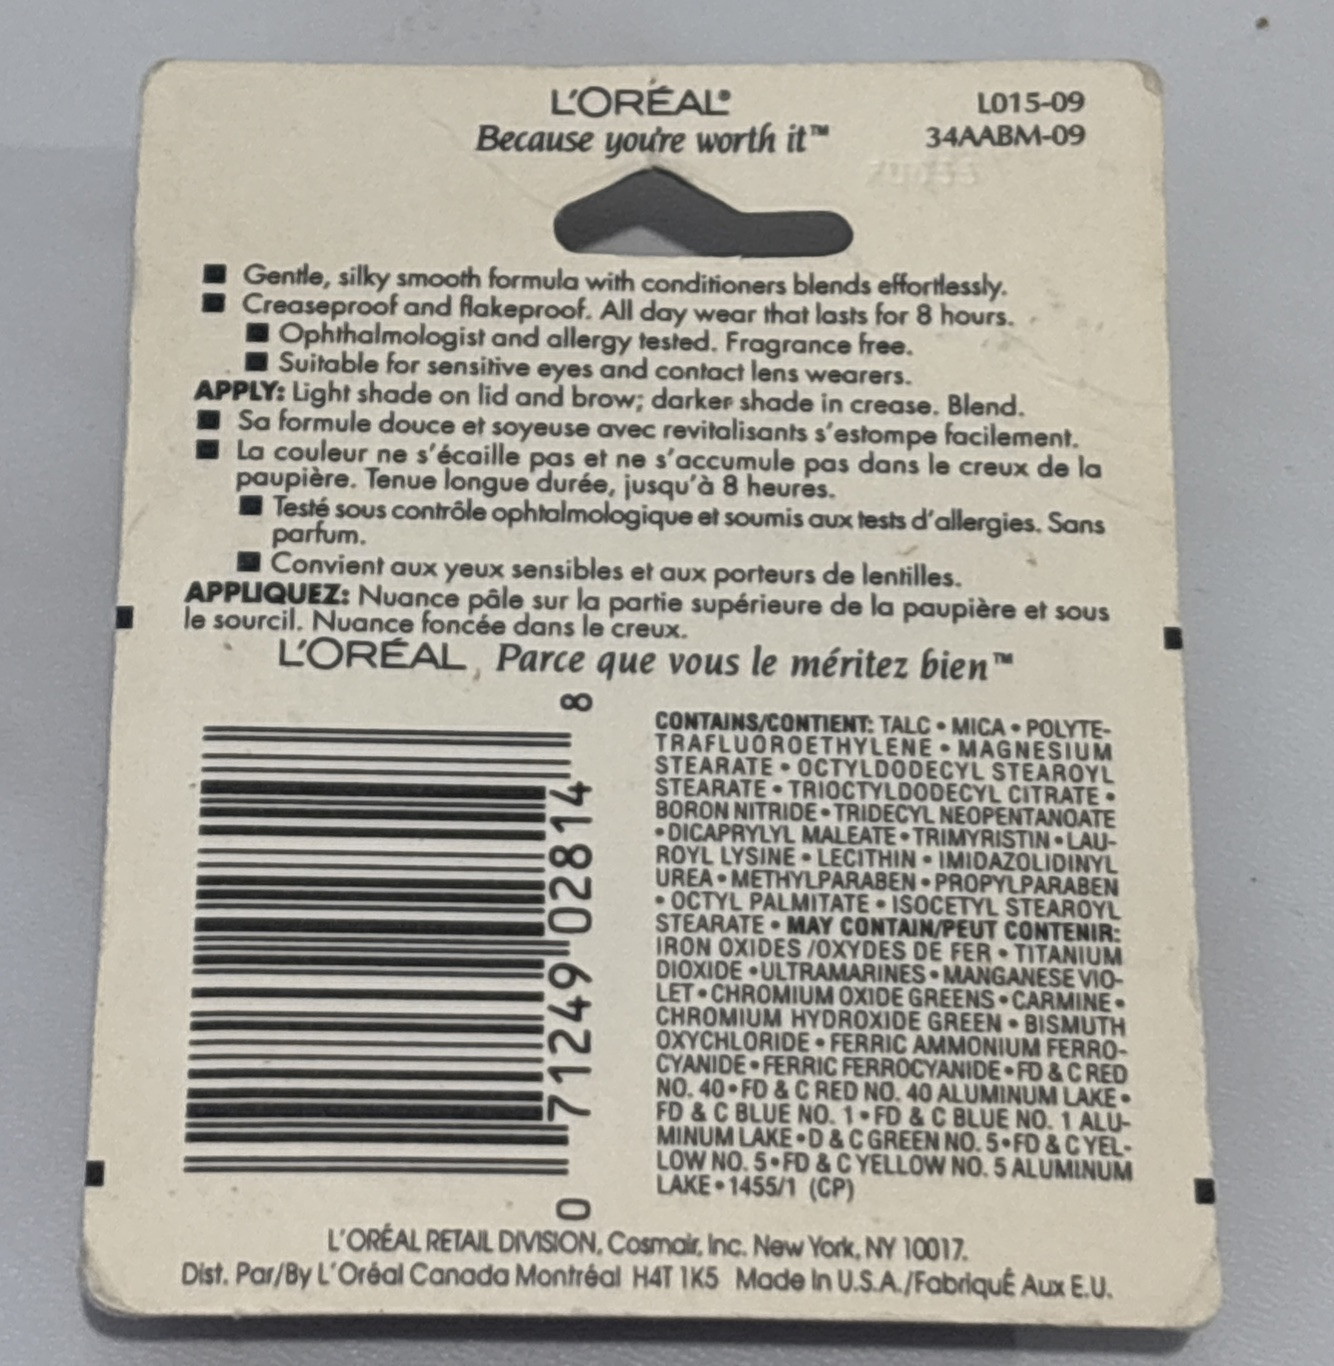 L'ORÉAL®
Because you're worth it™
L015-09
34AABM-09
■ Gentle, silky smooth formula with conditioners blends effortlessly.
■ Creaseproof and flakeproof. All day wear that lasts for 8 hours.
■ Ophthalmologist and allergy tested. Fragrance free.
■ Suitable for sensitive eyes and contact lens wearers.
APPLY: Light shade on lid and brow; darker shade in crease. Blend.
■ Sa formule douce et soyeuse avec revitalisants s'estompe facilement.
■ La couleur ne s'écaille pas et ne s'accumule pas dans le creux de la
paupière. Tenue longue durée, jusqu'à 8 heures.
■ Testé sous contrôle ophtalmologique et soumis aux tests d'allergies. Sans
parfum.
■ Convient aux yeux sensibles et aux porteurs de lentilles.
APPLIQUEZ: Nuance pâle sur la partie supérieure de la paupière et sous
le sourcil. Nuance foncée dans le creux.
L'ORÉAL, Parce que vous le méritez bien™
0 71249 02814 8
CONTAINS/CONTIENT: TALC • MICA • POLYTE-
TRAFLUOROETHYLENE • MAGNESIUM
STEARATE • OCTYLDODECYL STEAROYL
STEARATE • TRIOCTYLDODECYL CITRATE •
BORON NITRIDE • TRIDECYL NEOPENTANOATE
• DICAPRYLYL MALEATE • TRIMYRISTIN • LAU-
ROYL LYSINE • LECITHIN • IMIDAZOLIDINYL
UREA • METHYLPARABEN • PROPYLPARABEN
• OCTYL PALMITATE • ISOCETYL STEAROYL
STEARATE • MAY CONTAIN/PEUT CONTENIR:
IRON OXIDES /OXYDES DE FER • TITANIUM
DIOXIDE • ULTRAMARINES • MANGANESE VIO-
LET • CHROMIUM OXIDE GREENS • CARMINE •
CHROMIUM HYDROXIDE GREEN • BISMUTH
OXYCHLORIDE • FERRIC AMMONIUM FERRO-
CYANIDE • FERRIC FERROCYANIDE • FD & C RED
NO. 40 • FD & C RED NO. 40 ALUMINUM LAKE •
FD & C BLUE NO. 1 • FD & C BLUE NO. 1 ALU-
MINUM LAKE • D & C GREEN NO. 5 • FD & C YEL-
LOW NO. 5 • FD & C YELLOW NO. 5 ALUMINUM
LAKE • 1455/1 (CP)
L'ORÉAL RETAIL DIVISION, Cosmair, Inc. New York, NY 10017.
Dist. Par/By L'Oréal Canada Montréal H4T 1K5 Made In U.S.A./FabriquÉ Aux E.U.